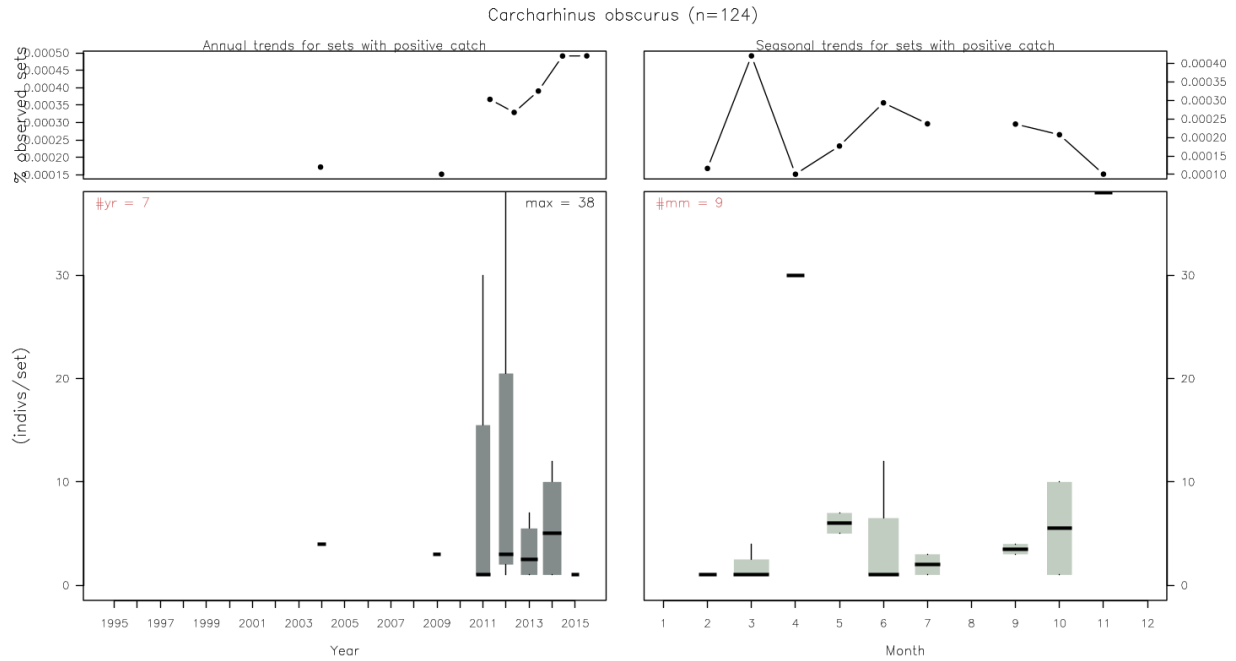 Carcharhinus obscurus (n=124)
Annual trends for sets with positive catch
Seasonal trends for sets with positive catch
% observed sets
0.00050
0.00045
0.00040
0.00035
0.00030
0.00025
0.00020
0.00015
0.00040
0.00035
0.00030
0.00025
0.00020
0.00015
0.00010
#yr = 7
max = 38
#mm = 9
(indivs/set)
30
20
10
0
30
20
10
0
1995 1997 1999 2001 2003 2005 2007 2009 2011 2013 2015
1 2 3 4 5 6 7 8 9 10 11 12
Year
Month